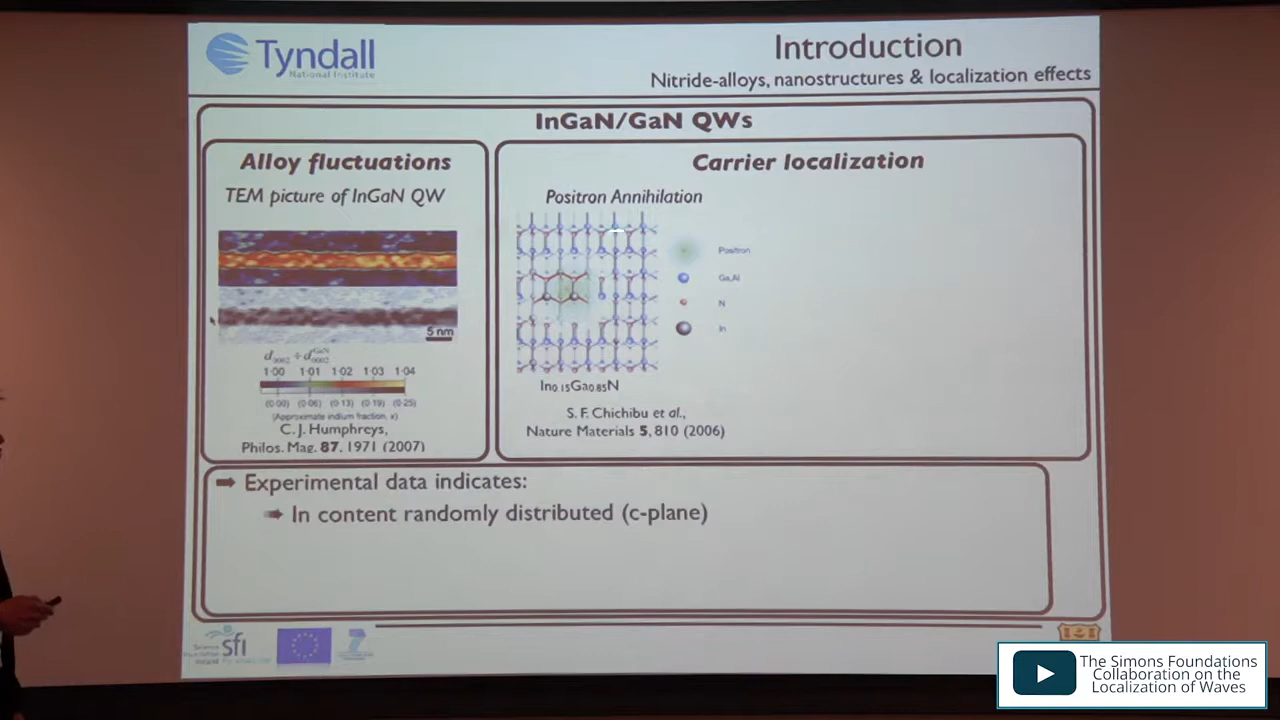 Tyndall
National Institute
Introduction
Nitride-alloys, nanostructures & localization effects
InGaN/GaN QWs
Alloy fluctuations
TEM picture of InGaN QW
5 nm
d0002 ÷ d0002 GaN
1·00 1·01 1·02 1·03 1·04
(0·00) (0·06) (0·13) (0·19) (0·25)
(Approximate indium fraction, x)
C. J. Humphreys,
Philos. Mag. 87, 1971 (2007)
Carrier localization
Positron Annihilation
Positron
Ga,Al
N
In
In0.15Ga0.85N
S. F. Chichibu et al.,
Nature Materials 5, 810 (2006)
➡ Experimental data indicates:
➡ In content randomly distributed (c-plane)
sfi
The Simons Foundations
Collaboration on the
Localization of Waves